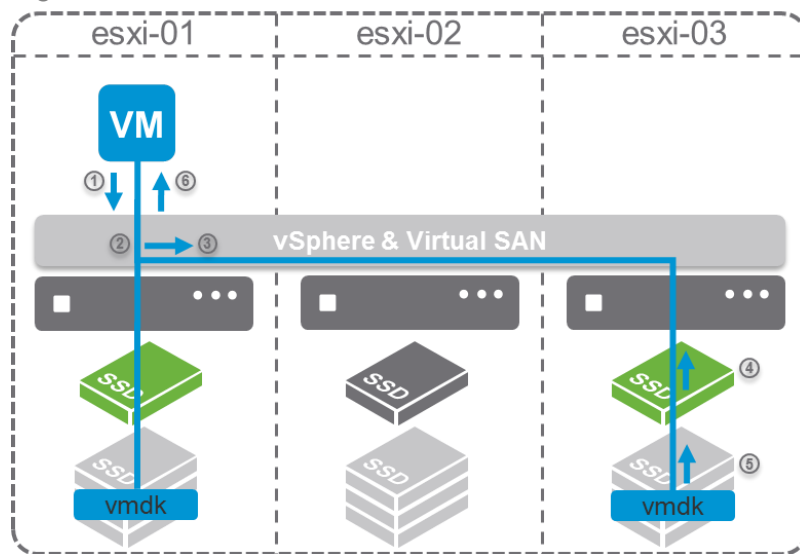 esxi-01
esxi-02
esxi-03
VM
1
6
2
3
vSphere & Virtual SAN
SSD
SSD
SSD
4
SSD
SSD
5
vmdk
vmdk